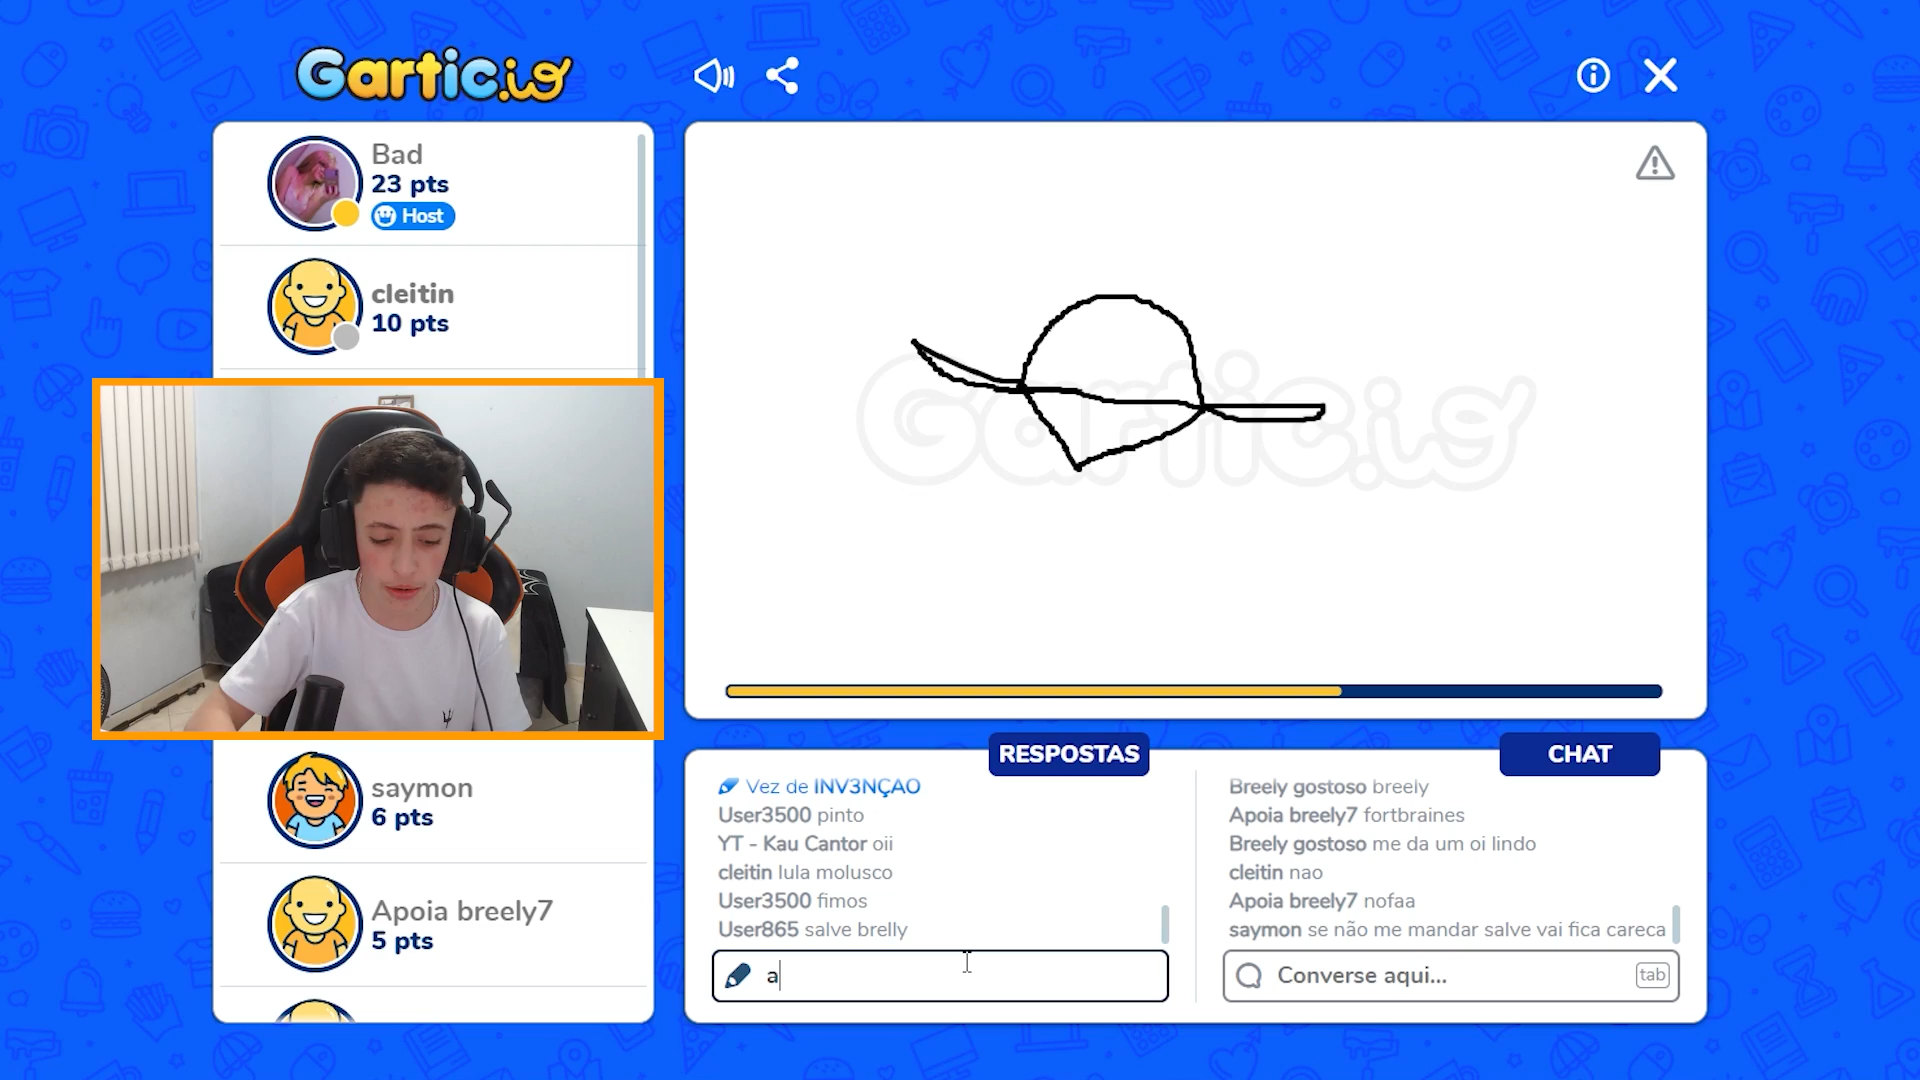 Gartic.io
Bad
23 pts
Host
cleitin
10 pts
saymon
6 pts
Apoia breely7
5 pts
Gartic.io
RESPOSTAS
Vez de INV3NÇAO
User3500 pinto
YT - Kau Cantor oii
cleitin lula molusco
User3500 fimos
User865 salve brelly
a
CHAT
Breely gostoso breely
Apoia breely7 fortbraines
Breely gostoso me da um oi lindo
cleitin nao
Apoia breely7 nofaa
saymon se não me mandar salve vai fica careca
Converse aqui...
tab